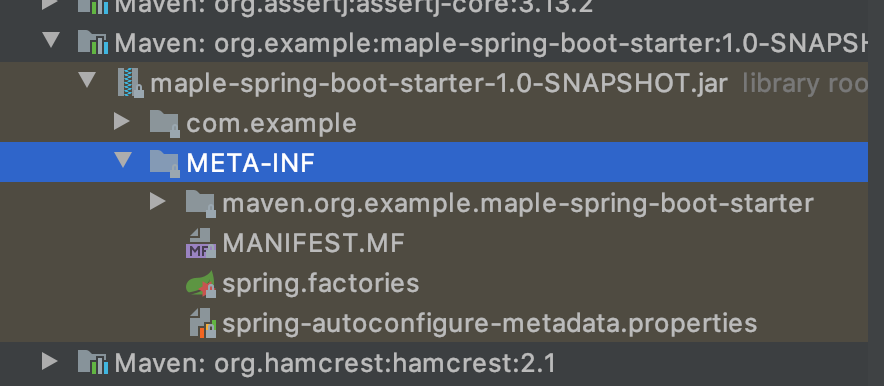 Maven: org.assertj:assertj-core:3.13.2
Maven: org.example:maple-spring-boot-starter:1.0-SNAPSH
maple-spring-boot-starter-1.0-SNAPSHOT.jar library roo
com.example
META-INF
maven.org.example.maple-spring-boot-starter
MF MANIFEST.MF
spring.factories
spring-autoconfigure-metadata.properties
Maven: org.hamcrest:hamcrest:2.1